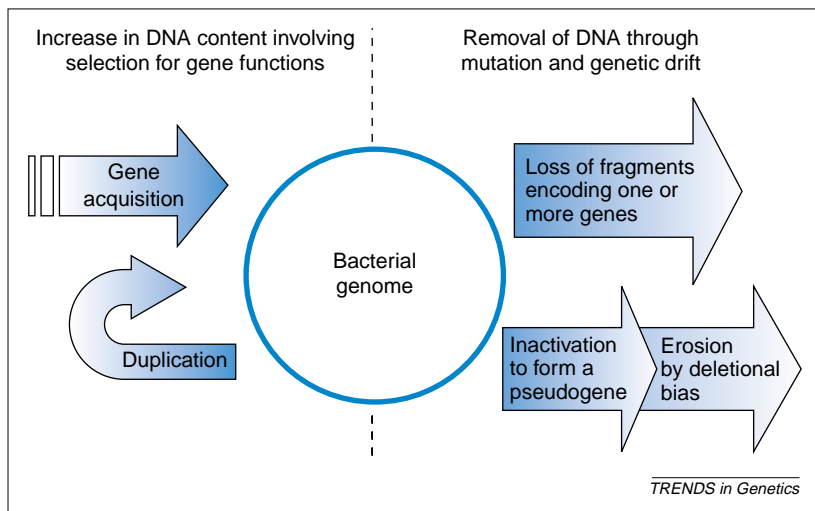 Increase in DNA content involving
selection for gene functions
Removal of DNA through
mutation and genetic drift
Gene
acquisition
Duplication
Bacterial
genome
Loss of fragments
encoding one or
more genes
Inactivation
to form a
pseudogene
Erosion
by deletional
bias
TRENDS in Genetics